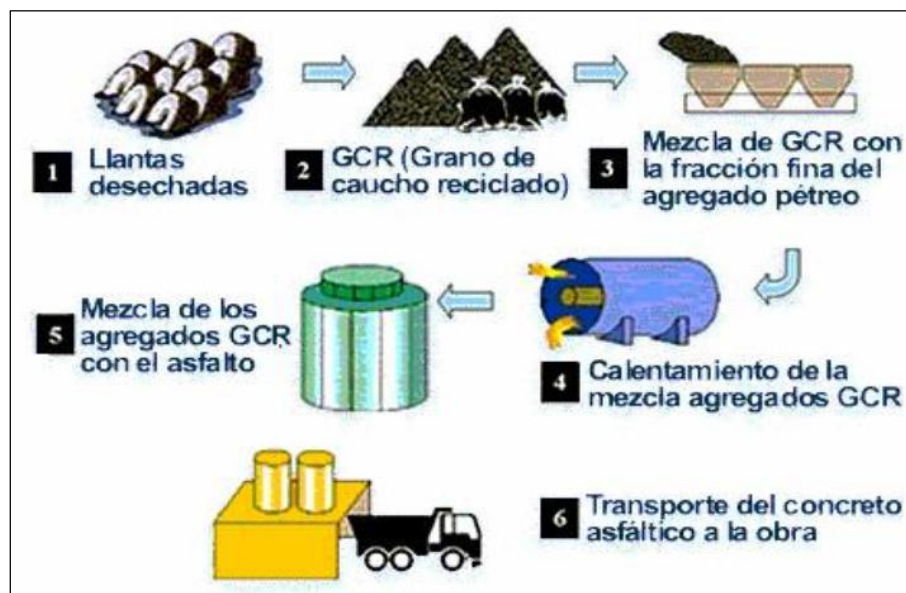 1 Llantas
desechadas
2 GCR (Grano de
caucho reciclado)
3 Mezcla de GCR con
la fracción fina del
agregado pétreo
4 Calentamiento de la
mezcla agregados GCR
5 Mezcla de los
agregados GCR
con el asfalto
6 Transporte del concreto
asfáltico a la obra